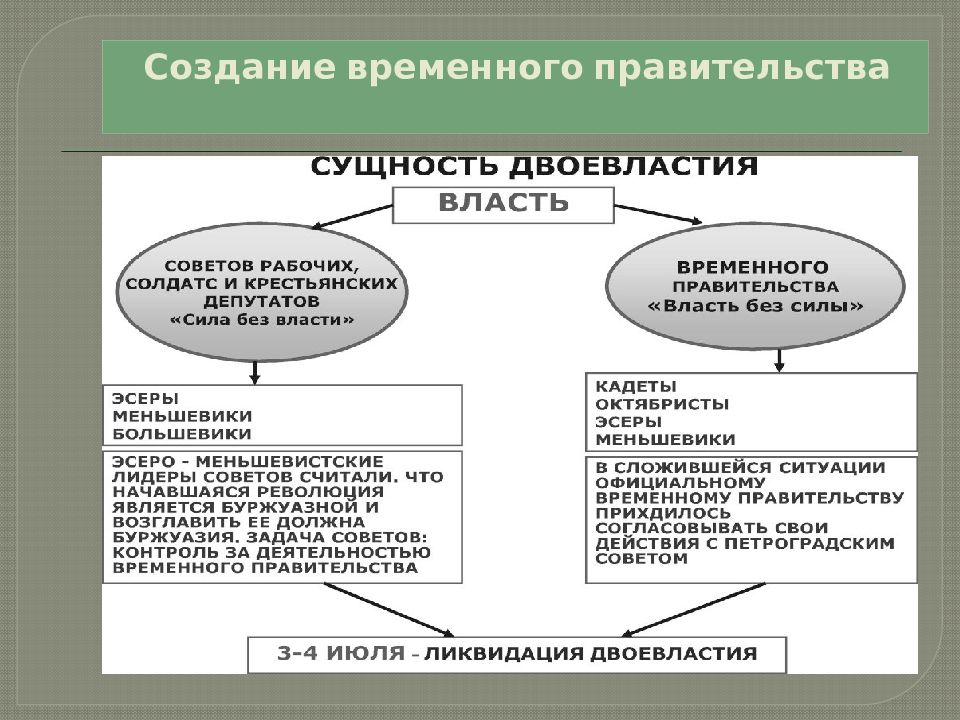 Создание временного правительства
СУЩНОСТЬ ДВОЕВЛАСТИЯ
ВЛАСТЬ
СОВЕТОВ РАБОЧИХ,
СОЛДАТС И КРЕСТЬЯНСКИХ
ДЕПУТАТОВ
«Сила без власти»
ВРЕМЕННОГО
ПРАВИТЕЛЬСТВА
«Власть без силы»
ЭСЕРЫ
МЕНЬШЕВИКИ
БОЛЬШЕВИКИ
КАДЕТЫ
ОКТЯБРИСТЫ
ЭСЕРЫ
МЕНЬШЕВИКИ
ЭСЕРО - МЕНЬШЕВИСТСКИЕ
ЛИДЕРЫ СОВЕТОВ СЧИТАЛИ. ЧТО
НАЧАВШАЯСЯ РЕВОЛЮЦИЯ
ЯВЛЯЕТСЯ БУРЖУАЗНОЙ И
ВОЗГЛАВИТЬ ЕЕ ДОЛЖНА
БУРЖУАЗИЯ. ЗАДАЧА СОВЕТОВ:
КОНТРОЛЬ ЗА ДЕЯТЕЛЬНОСТЬЮ
ВРЕМЕННОГО ПРАВИТЕЛЬСТВА
В СЛОЖИВШЕЙСЯ СИТУАЦИИ
ОФИЦИАЛЬНОМУ
ВРЕМЕННОМУ ПРАВИТЕЛЬСТВУ
ПРИХДИЛОСЬ
СОГЛАСОВЫВАТЬ СВОИ
ДЕЙСТВИЯ С ПЕТРОГРАДСКИМ
СОВЕТОМ
3-4 ИЮЛЯ – ЛИКВИДАЦИЯ ДВОЕВЛАСТИЯ